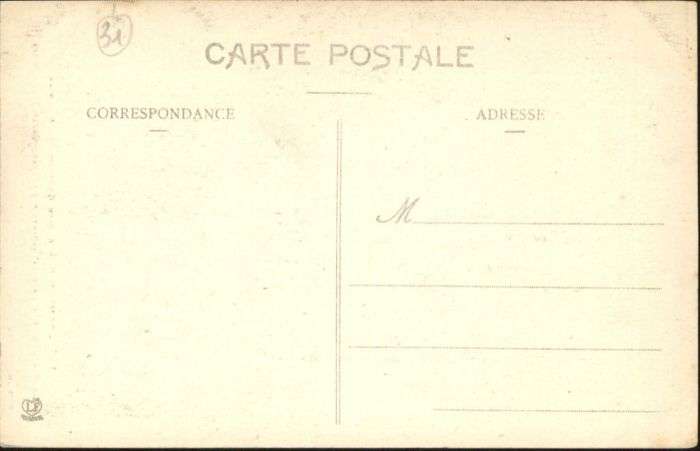 31
CARTE POSTALE
CORRESPONDANCE
ADRESSE
M